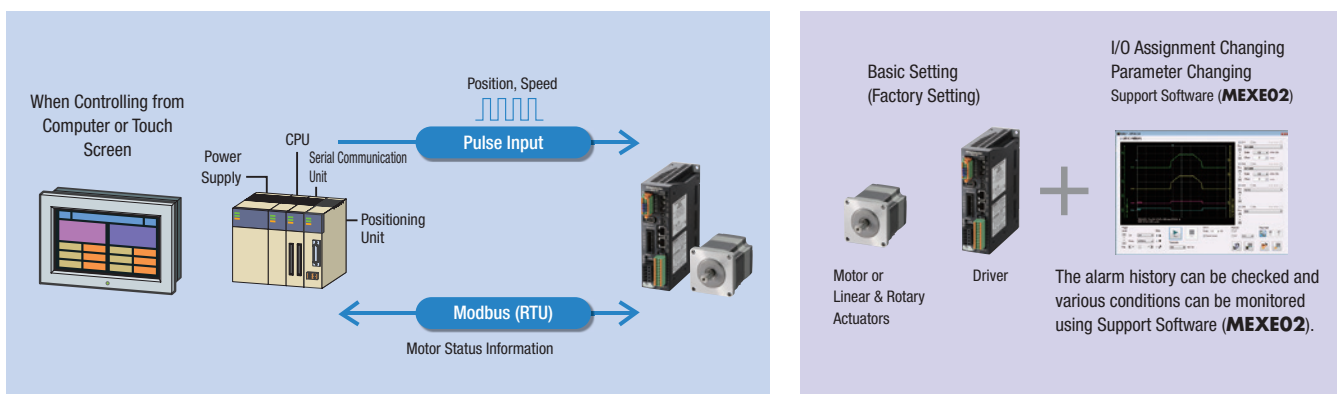 When Controlling from
Computer or Touch
Screen
Power
Supply
CPU
Serial Communication
Unit
Positioning
Unit
Position, Speed
Pulse Input
Modbus (RTU)
Motor Status Information
Basic Setting
(Factory Setting)
I/O Assignment Changing
Parameter Changing
Support Software (MEXE02)
Motor or
Linear & Rotary
Actuators
Driver
The alarm history can be checked and
various conditions can be monitored
using Support Software (MEXE02).